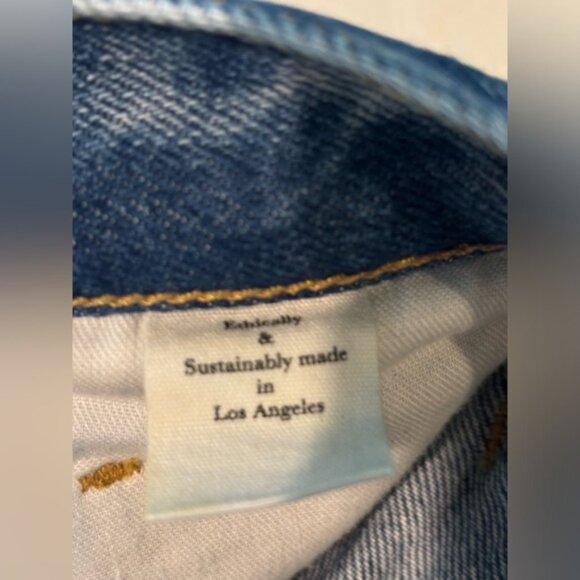 Ethically
&
Sustainably made
in
Los Angeles